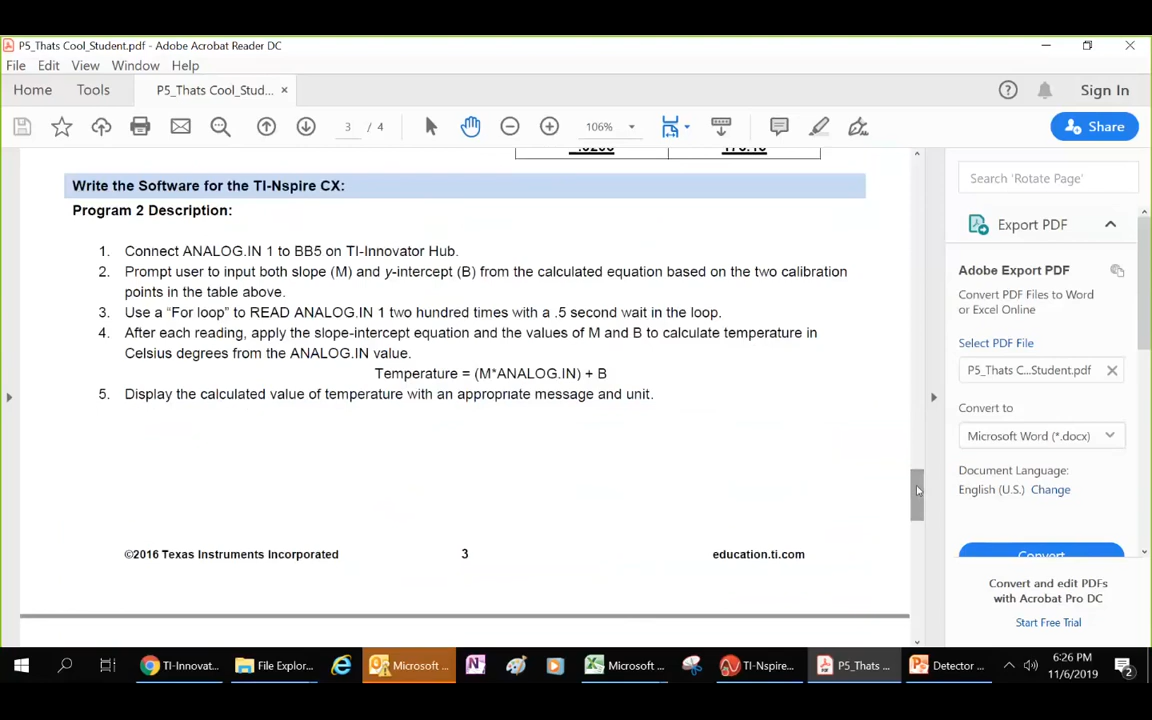 P5_Thats Cool_Student.pdf - Adobe Acrobat Reader DC
File Edit View Window Help
Home Tools P5_Thats Cool_Stud... × Sign In
3 / 4 106% Share
Write the Software for the TI-Nspire CX:
Program 2 Description:
1. Connect ANALOG.IN 1 to BB5 on TI-Innovator Hub.
2. Prompt user to input both slope (M) and y-intercept (B) from the calculated equation based on the two calibration
points in the table above.
3. Use a “For loop” to READ ANALOG.IN 1 two hundred times with a .5 second wait in the loop.
4. After each reading, apply the slope-intercept equation and the values of M and B to calculate temperature in
Celsius degrees from the ANALOG.IN value.
Temperature = (M*ANALOG.IN) + B
5. Display the calculated value of temperature with an appropriate message and unit.
©2016 Texas Instruments Incorporated 3 education.ti.com
Search 'Rotate Page'
Export PDF
Adobe Export PDF
Convert PDF Files to Word
or Excel Online
Select PDF File
P5_Thats C...Student.pdf
Convert to
Microsoft Word (*.docx)
Document Language:
English (U.S.) Change
Convert
Convert and edit PDFs
with Acrobat Pro DC
Start Free Trial
TI-Innovat... File Explor... Microsoft ... Microsoft ... TI-Nspire... P5_Thats ... Detector ...
6:26 PM
11/6/2019
2